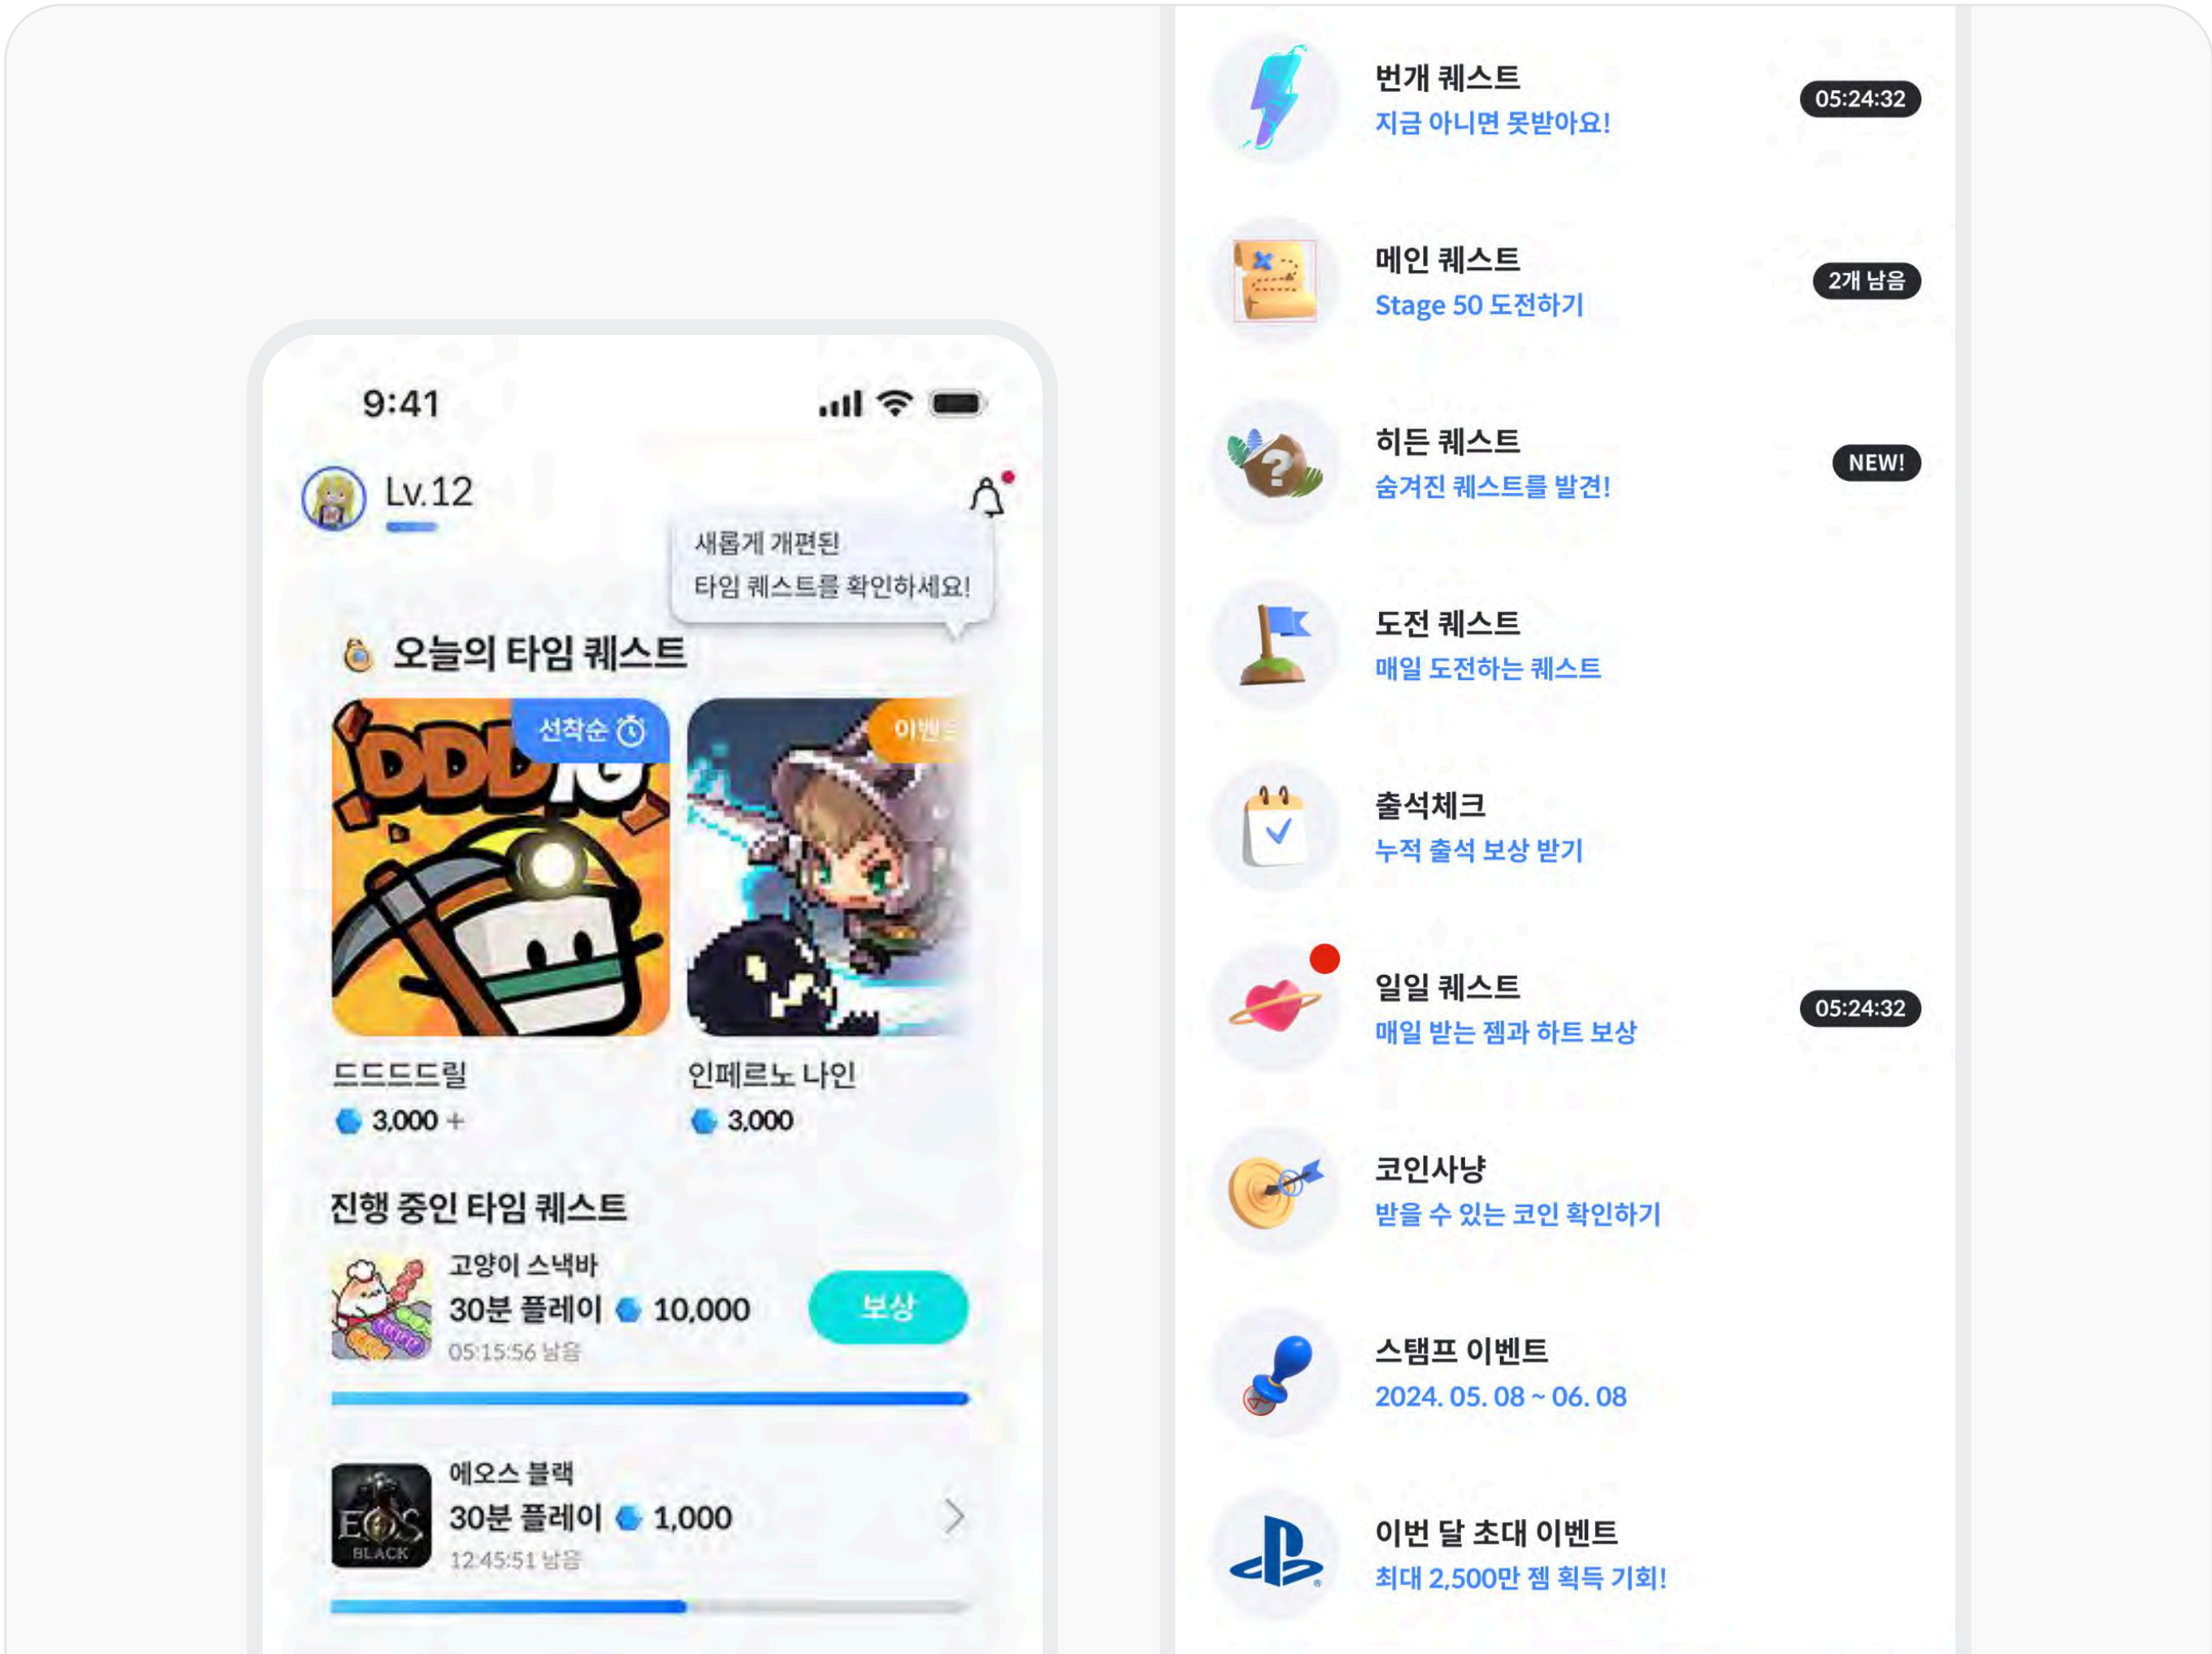 9:41
Lv.12
새롭게 개편된
타임 퀘스트를 확인하세요!
오늘의 타임 퀘스트
DDD
선착순
드드드드릴
3,000 +
인페르노 나인
3,000
진행 중인 타임 퀘스트
고양이 스낵바
30분 플레이 10,000
05:15:56 남음
보상
EOS
BLACK
에오스 블랙
30분 플레이 1,000
12:45:51 남음
번개 퀘스트
지금 아니면 못받아요!
05:24:32
메인 퀘스트
Stage 50 도전하기
2개 남음
히든 퀘스트
숨겨진 퀘스트를 발견!
NEW!
도전 퀘스트
매일 도전하는 퀘스트
출석체크
누적 출석 보상 받기
일일 퀘스트
매일 받는 젬과 하트 보상
05:24:32
코인사냥
받을 수 있는 코인 확인하기
스탬프 이벤트
2024. 05. 08 ~ 06. 08
이번 달 초대 이벤트
최대 2,500만 젬 획득 기회!